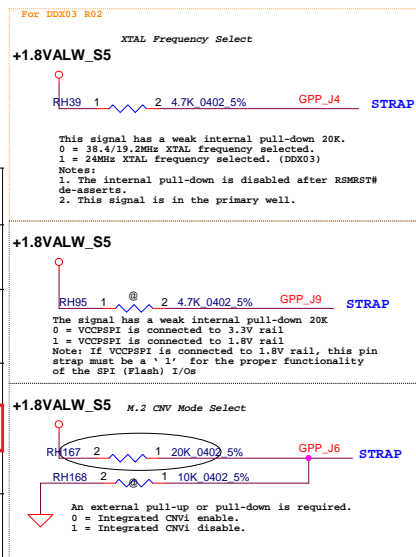 For DDX03 R02
XTAL Frequency Select
+1.8VALW_S5
RH39 1 2 4.7K_0402_5% GPP_J4 STRAP
This signal has a weak internal pull-down 20K.
0 = 38.4/19.2MHz XTAL frequency selected.
1 = 24MHz XTAL frequency selected. (DDX03)
Notes:
1. The internal pull-down is disabled after RSMRST#
de-asserts.
2. This signal is in the primary well.
+1.8VALW_S5
@
RH95 1 2 4.7K_0402_5% GPP_J9 STRAP
The signal has a weak internal pull-down 20K
0 = VCCPSPI is connected to 3.3V rail
1 = VCCPSPI is connected to 1.8V rail
Note: If VCCPSPI is connected to 1.8V rail, this pin
strap must be a ‘ 1’ for the proper functionality
of the SPI (Flash) I/Os
+1.8VALW_S5 M.2 CNV Mode Select
RH167 2 1 20K_0402_5% GPP_J6 STRAP
RH168 2 @ 1 10K_0402_5%
An external pull-up or pull-down is required.
0 = Integrated CNVi enable.
1 = Integrated CNVi disable.